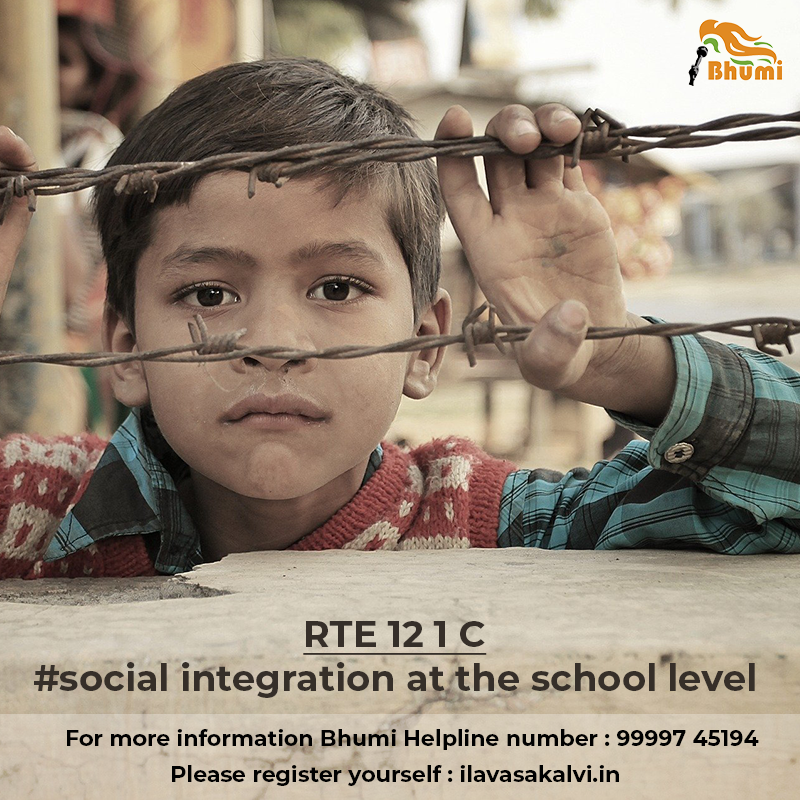 Bhumi
RTE 12 1 C
#social integration at the school level
For more information Bhumi Helpline number : 99997 45194
Please register yourself : ilavasakalvi.in